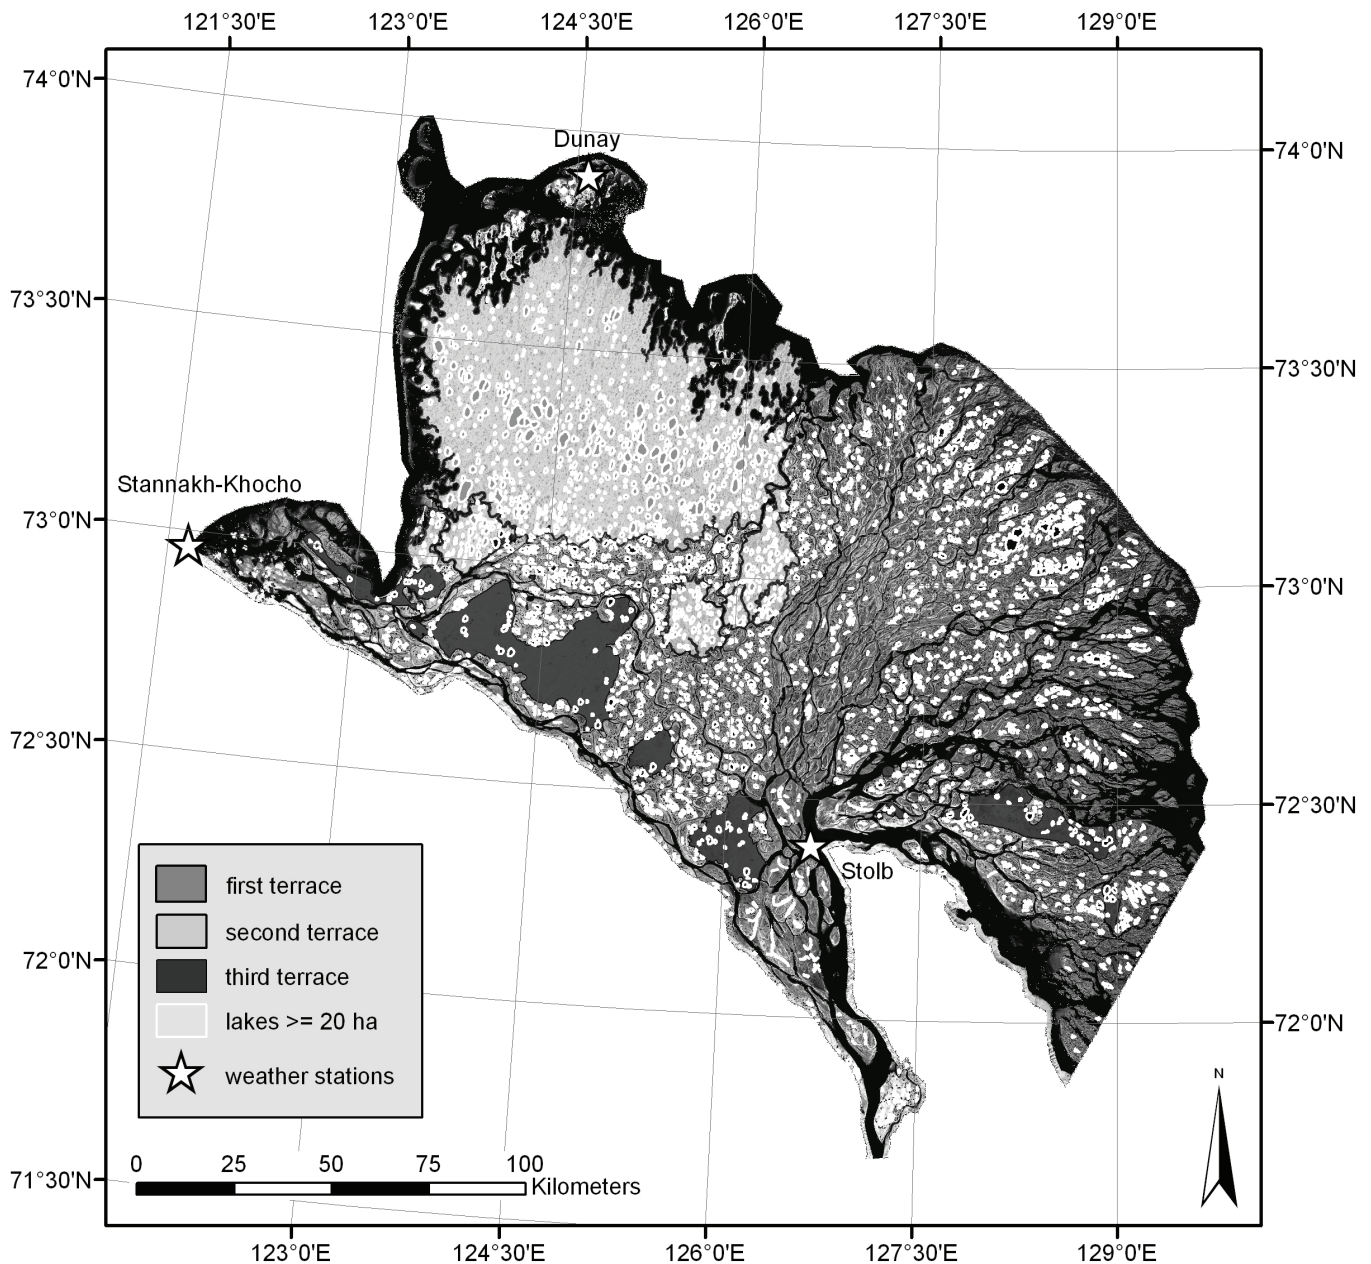 121°30'E 123°0'E 124°30'E 126°0'E 127°30'E 129°0'E
74°0'N
Dunay
74°0'N
73°30'N
73°30'N
Stannakh-Khocho
73°0'N
73°0'N
72°30'N
72°30'N
Stolb
first terrace
second terrace
third terrace
lakes >= 20 ha
weather stations
72°0'N
72°0'N
N
0 25 50 75 100
Kilometers
71°30'N
123°0'E 124°30'E 126°0'E 127°30'E 129°0'E